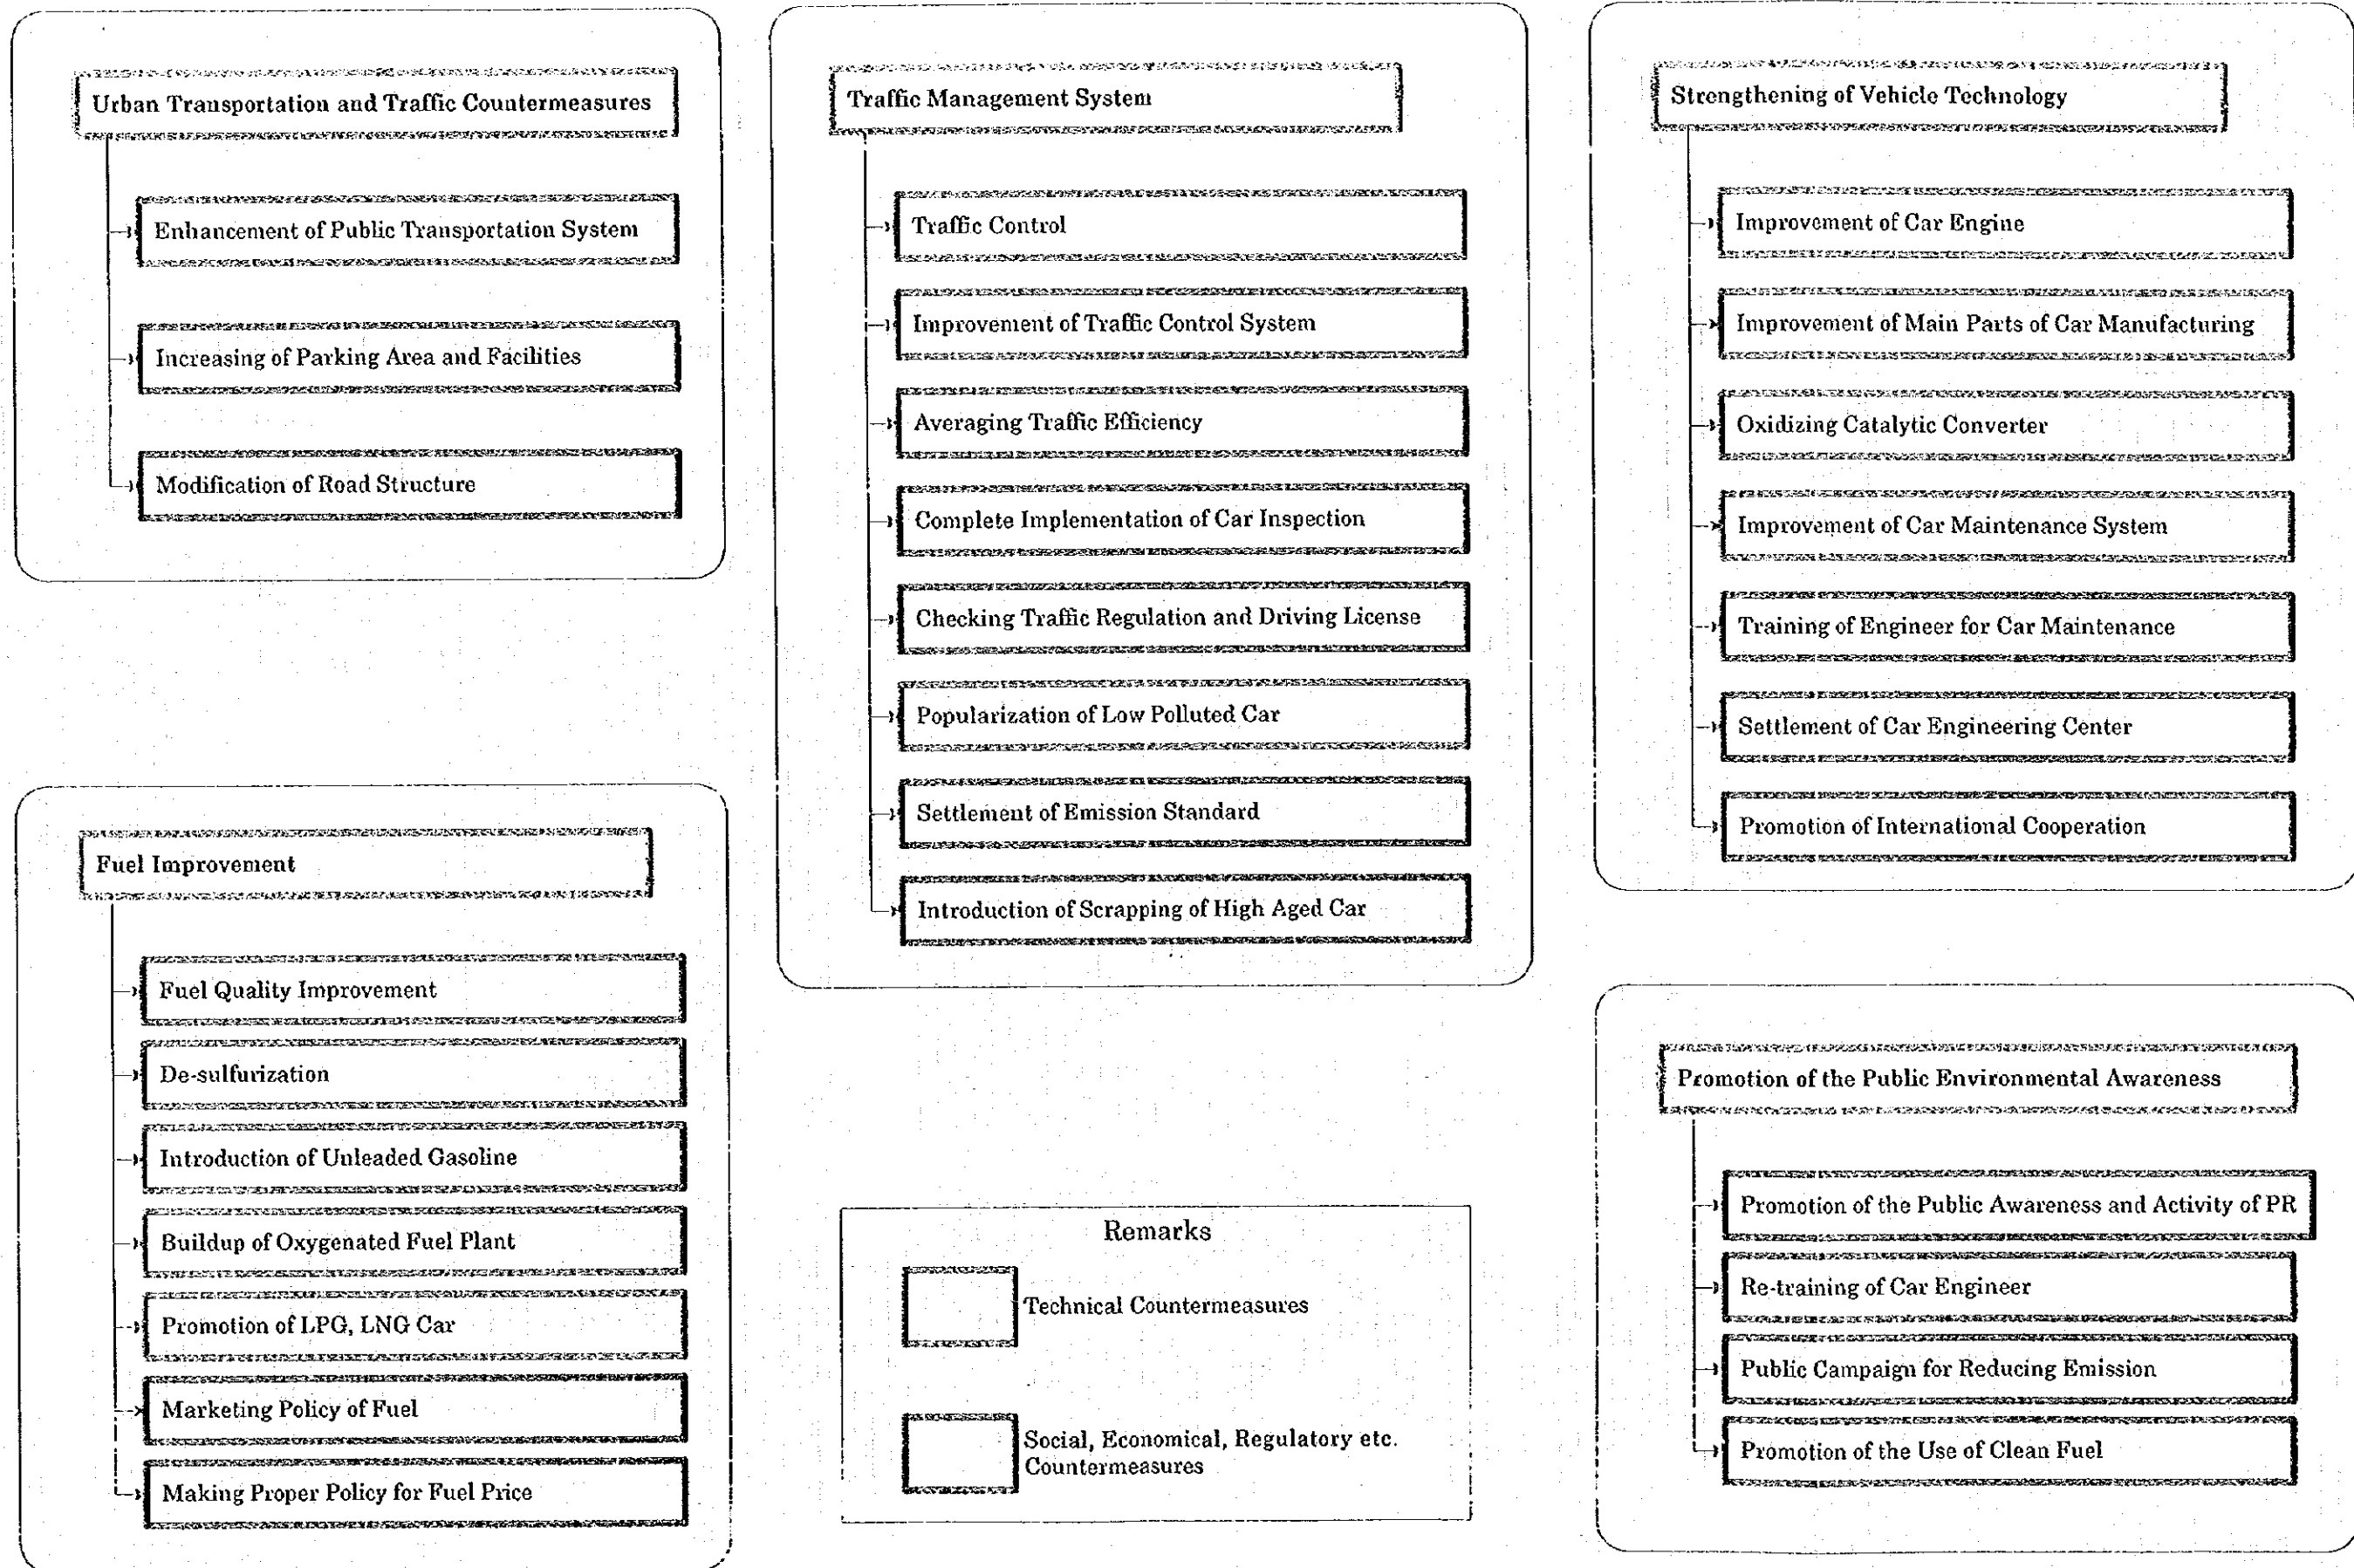 Urban Transportation and Traffic Countermeasures
Enhancement of Public Transportation System
Increasing of Parking Area and Facilities
Modification of Road Structure
Fuel Improvement
Fuel Quality Improvement
De-sulfurization
Introduction of Unleaded Gasoline
Buildup of Oxygenated Fuel Plant
Promotion of LPG, LNG Car
Marketing Policy of Fuel
Making Proper Policy for Fuel Price
Traffic Management System
Traffic Control
Improvement of Traffic Control System
Averaging Traffic Efficiency
Complete Implementation of Car Inspection
Checking Traffic Regulation and Driving License
Popularization of Low Polluted Car
Settlement of Emission Standard
Introduction of Scrapping of High Aged Car
Remarks
Technical Countermeasures
Social, Economical, Regulatory etc.
Countermeasures
Strengthening of Vehicle Technology
Improvement of Car Engine
Improvement of Main Parts of Car Manufacturing
Oxidizing Catalytic Converter
Improvement of Car Maintenance System
Training of Engineer for Car Maintenance
Settlement of Car Engineering Center
Promotion of International Cooperation
Promotion of the Public Environmental Awareness
Promotion of the Public Awareness and Activity of PR
Re-training of Car Engineer
Public Campaign for Reducing Emission
Promotion of the Use of Clean Fuel